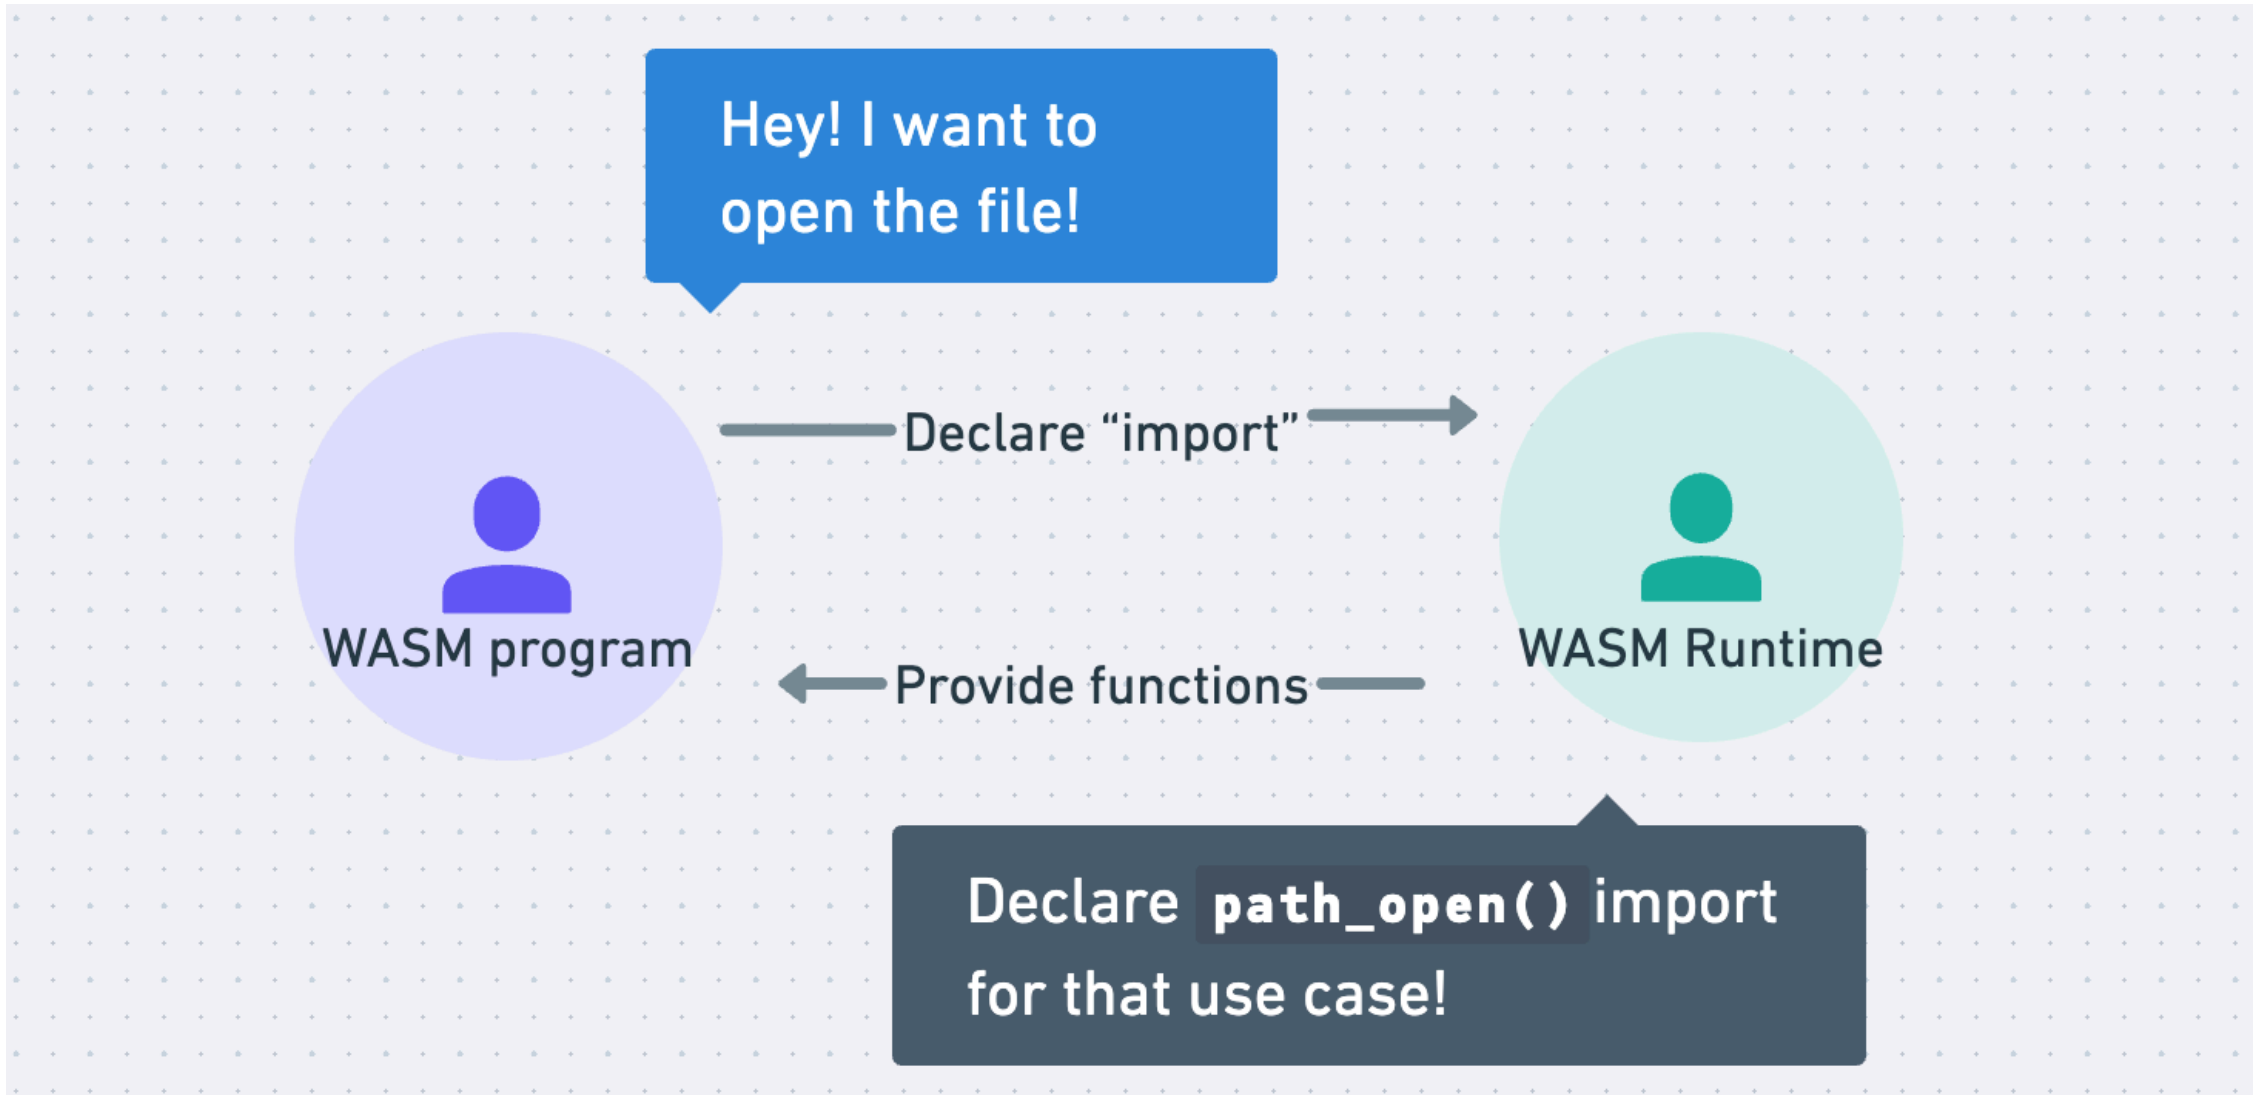 Hey! I want to
open the file!
Declare “import”
WASM program
WASM Runtime
Provide functions
Declare path_open() import
for that use case!